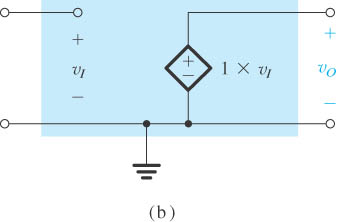 + +
v_I + − 1 × v_I v_O
− −
(b)